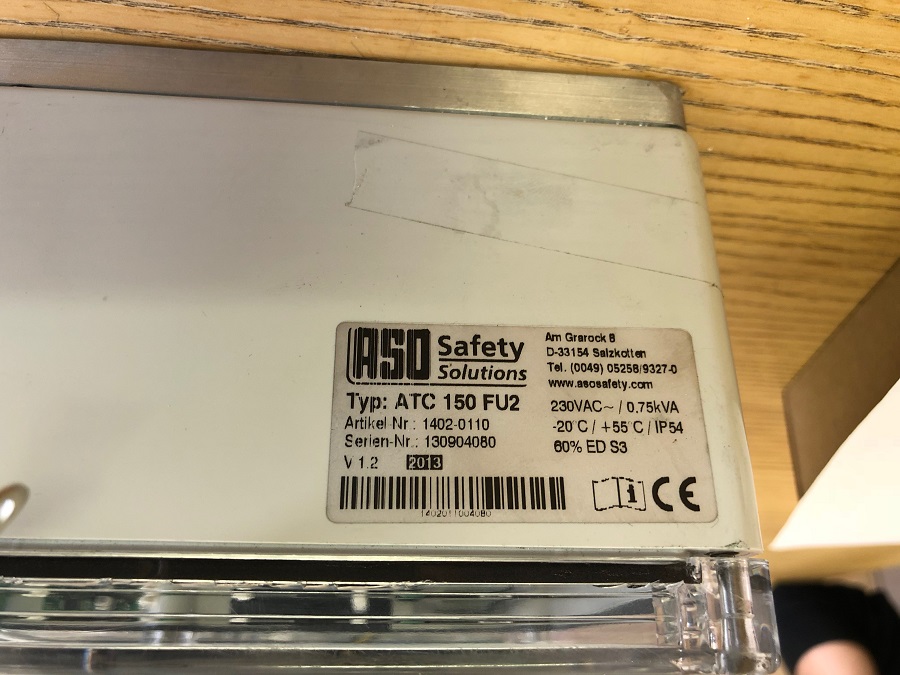 ASO Safety
Solutions
Am Grarock 8
D-33154 Salzkotten
Tel. (0049) 05258/9327-0
www.asosafety.com
Typ: ATC 150 FU2
Artikel-Nr.: 1402-0110
Serien-Nr.: 130904080
V 1.2 2013
230VAC~ / 0.75kVA
-20°C / +55°C / IP54
60% ED S3
i CE
1402011004080